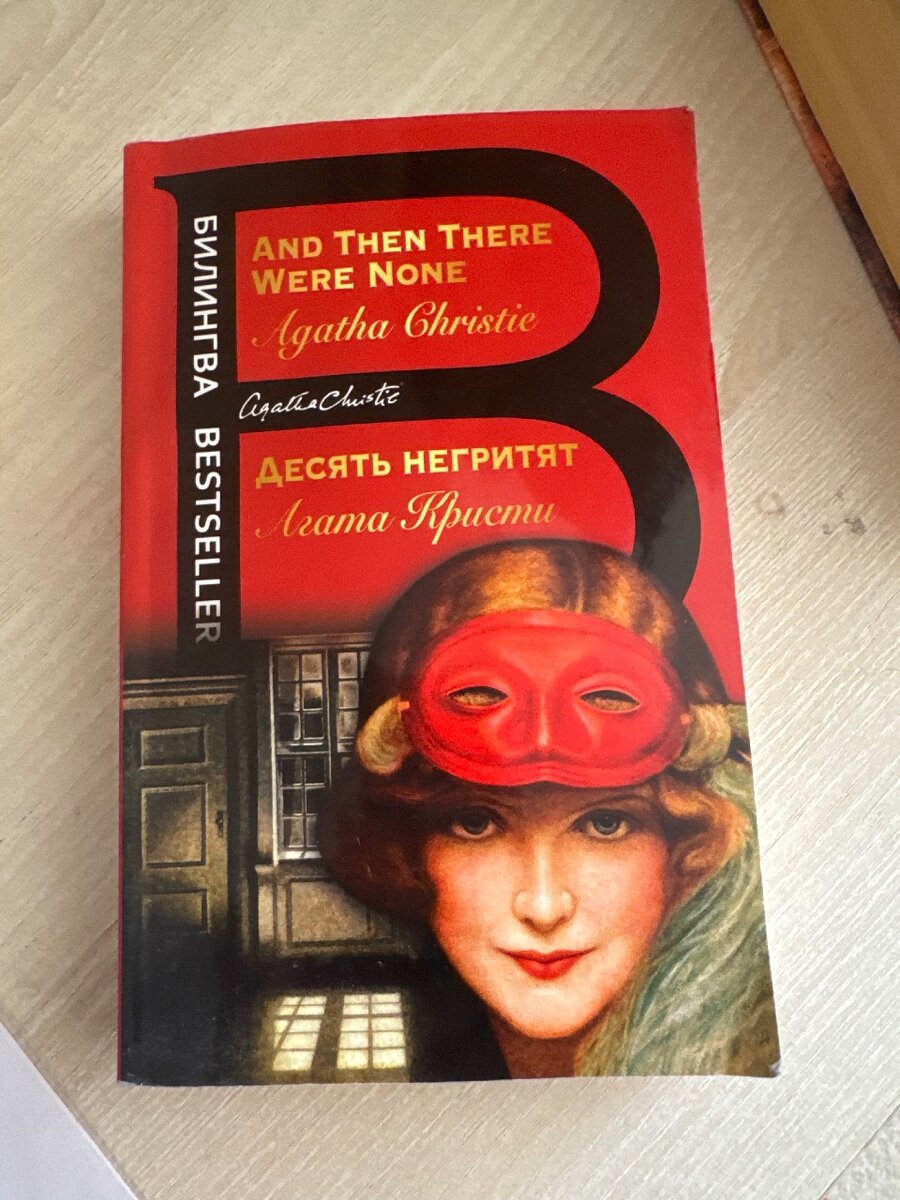 БИЛИНГВА BESTSELLER
AND THEN THERE
WERE NONE
Agatha Christie
Agatha Christie
ДЕСЯТЬ НЕГРИТЯТ
Агата Кристи